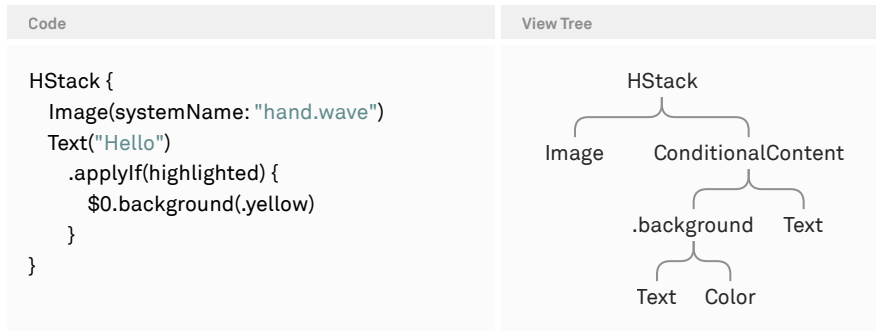 Code
View Tree
HStack {
Image(systemName: "hand.wave")
Text("Hello")
.applyIf(highlighted) {
$0.background(.yellow)
}
}
HStack
Image ConditionalContent
.background Text
Text Color